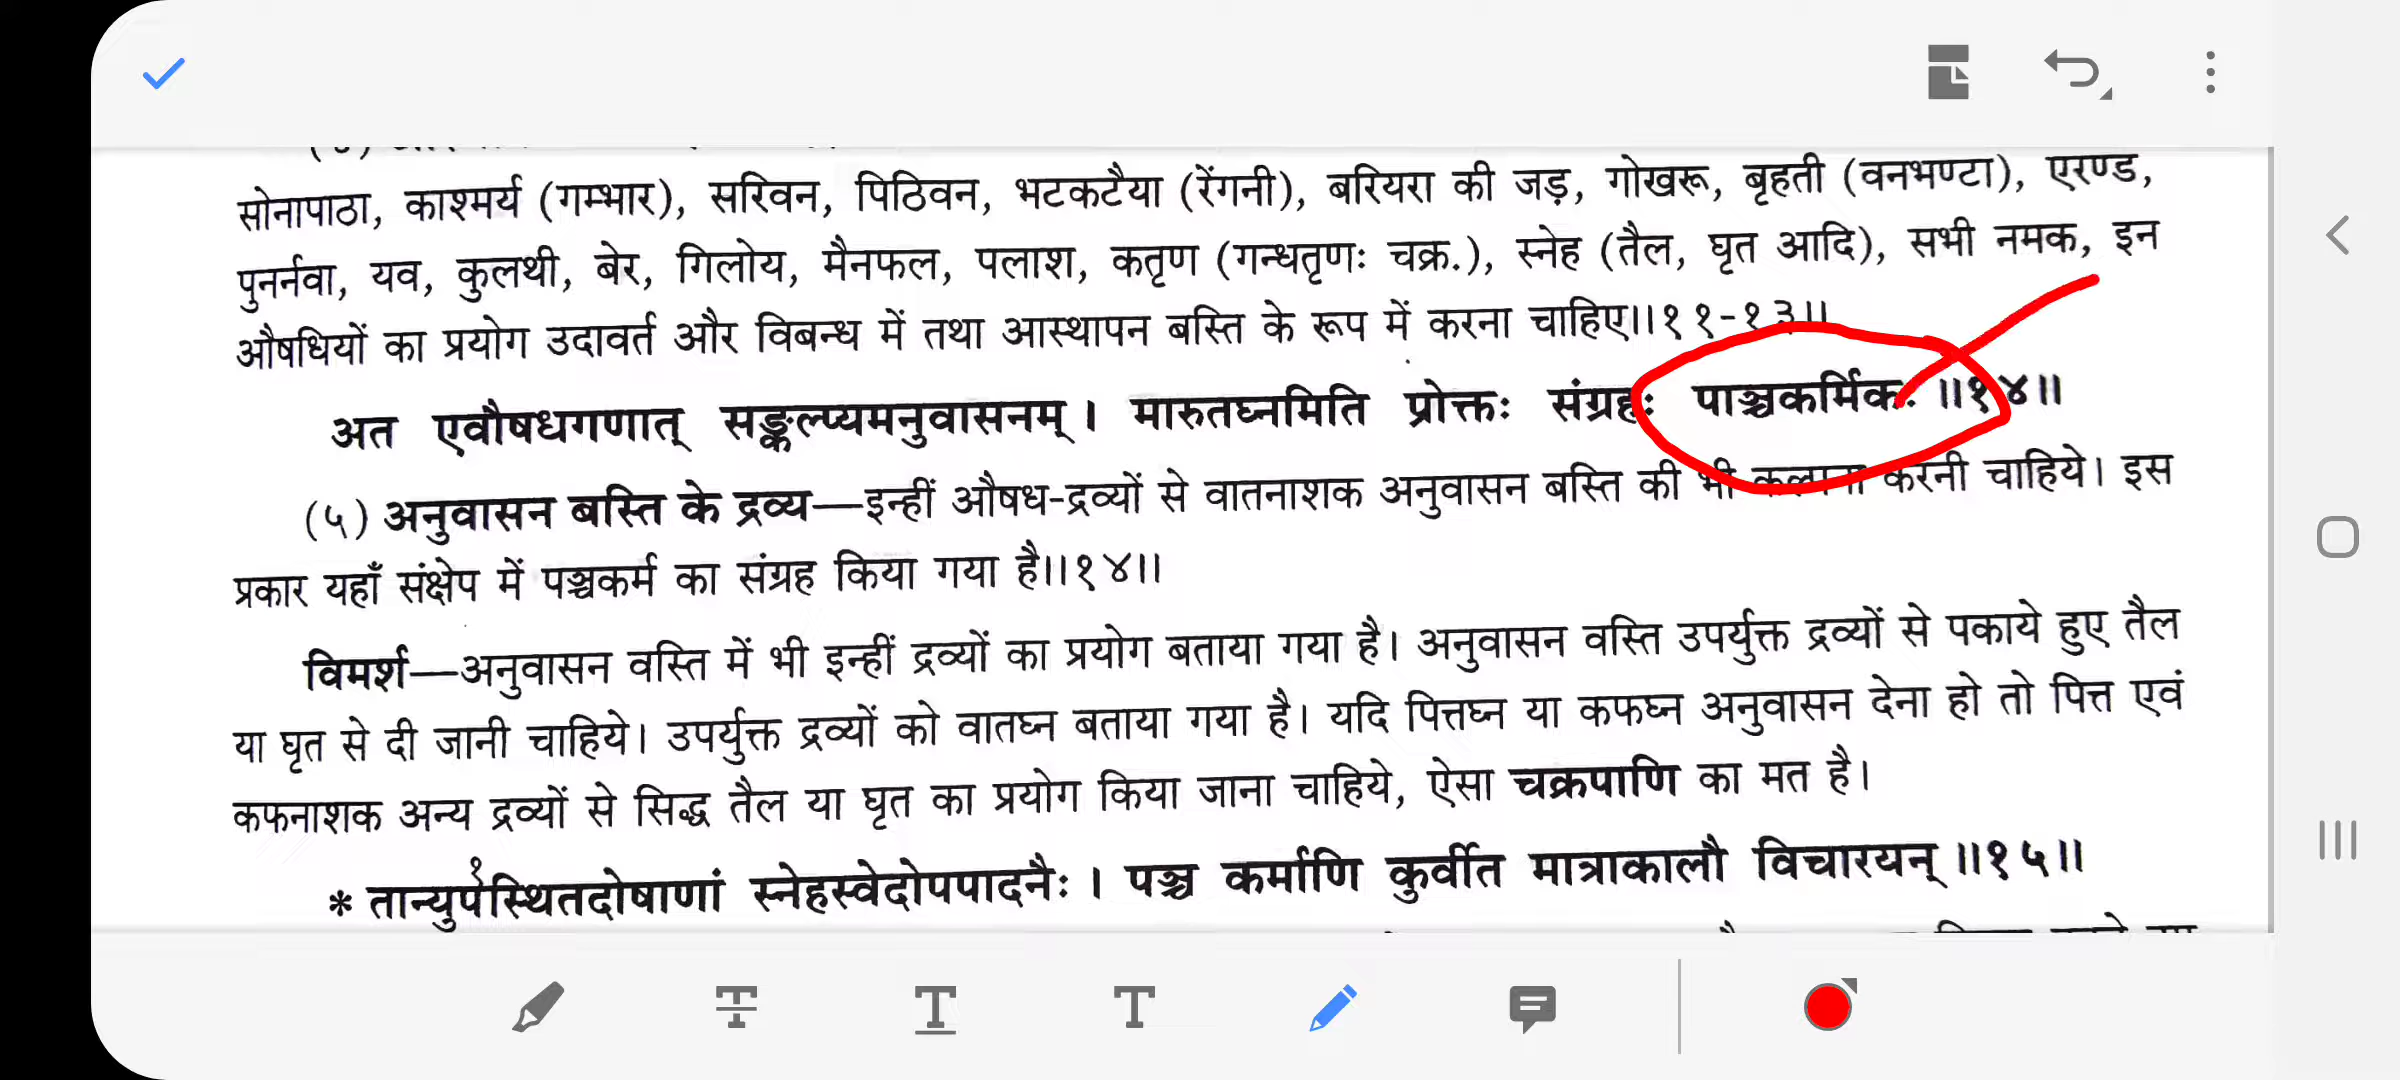 सोनापाठा, काश्मर्य (गम्भार), सरिवन, पिठिवन, भटकटैया (रेंगनी), बरियरा की जड़, गोखरू, बृहती (वनभण्टा), एरण्ड,
पुनर्नवा, यव, कुलथी, बेर, गिलोय, मैनफल, पलाश, कतृण (गन्धतृणः चक्र.), स्नेह (तैल, घृत आदि), सभी नमक, इन
औषधियों का प्रयोग उदावर्त और विबन्ध में तथा आस्थापन बस्ति के रूप में करना चाहिए॥११-१३॥
अत एवौषधगणात् सङ्कल्प्यमनुवासनम्। मारुतघ्नमिति प्रोक्तः संग्रहः पाञ्चकर्मिकः॥१४॥
(५) अनुवासन बस्ति के द्रव्य—इन्हीं औषध-द्रव्यों से वातनाशक अनुवासन बस्ति की भी कल्पना करनी चाहिये। इस
प्रकार यहाँ संक्षेप में पञ्चकर्म का संग्रह किया गया है॥१४॥
विमर्श—अनुवासन वस्ति में भी इन्हीं द्रव्यों का प्रयोग बताया गया है। अनुवासन वस्ति उपर्युक्त द्रव्यों से पकाये हुए तैल
या घृत से दी जानी चाहिये। उपर्युक्त द्रव्यों को वातघ्न बताया गया है। यदि पित्तघ्न या कफघ्न अनुवासन देना हो तो पित्त एवं
कफनाशक अन्य द्रव्यों से सिद्ध तैल या घृत का प्रयोग किया जाना चाहिये, ऐसा चक्रपाणि का मत है।
* तान्युप१स्थितदोषाणां स्नेहस्वेदोपपादनैः। पञ्च कर्माणि कुर्वीत मात्राकालौ विचारयन्॥१५॥